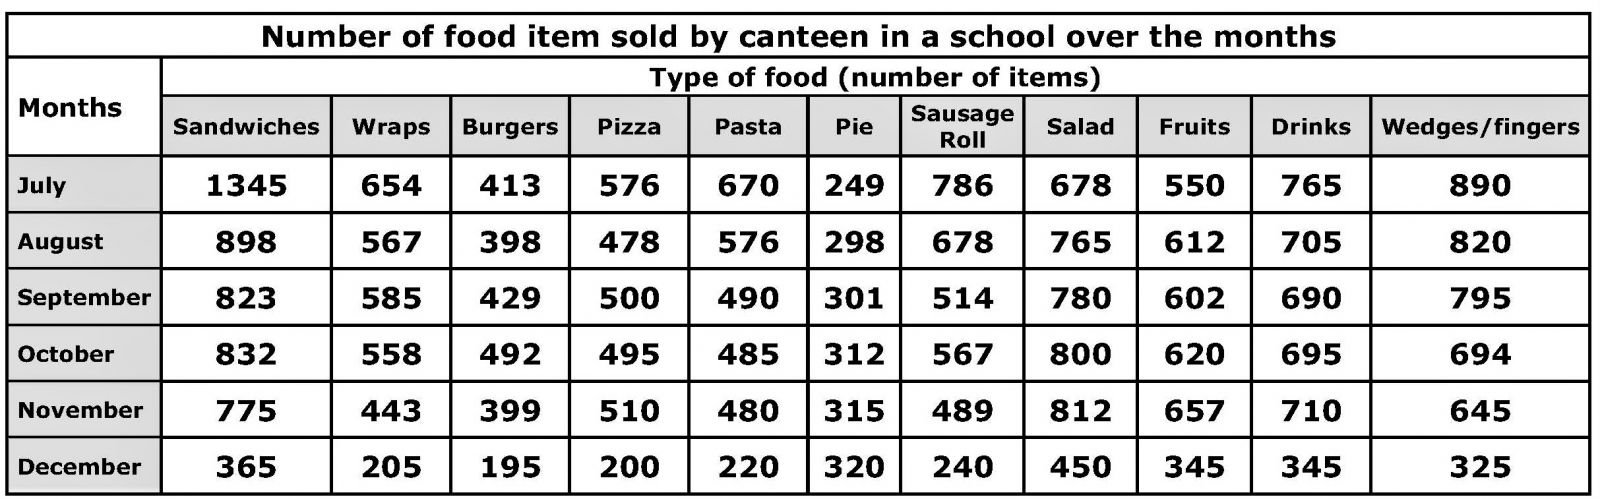 Number of food item sold by canteen in a school over the months
Months
Type of food (number of items)
Sandwiches Wraps Burgers Pizza Pasta Pie Sausage Roll Salad Fruits Drinks Wedges/fingers
July 1345 654 413 576 670 249 786 678 550 765 890
August 898 567 398 478 576 298 678 765 612 705 820
September 823 585 429 500 490 301 514 780 602 690 795
October 832 558 492 495 485 312 567 800 620 695 694
November 775 443 399 510 480 315 489 812 657 710 645
December 365 205 195 200 220 320 240 450 345 345 325